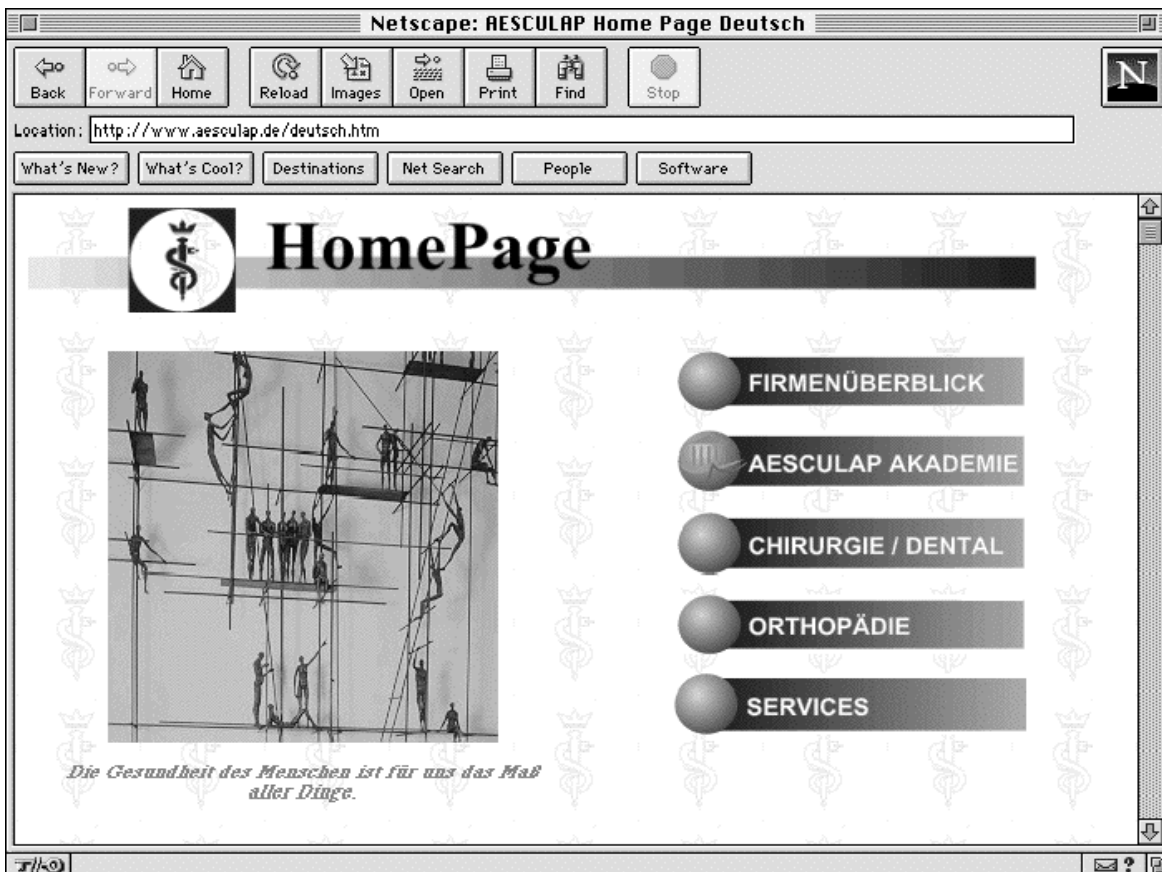 Netscape: AESCULAP Home Page Deutsch
Back Forward Home Reload Images Open Print Find Stop
N
Location: http://www.aesculap.de/deutsch.htm
What's New? What's Cool? Destinations Net Search People Software
HomePage
FIRMENÜBERBLICK
AESCULAP AKADEMIE
CHIRURGIE / DENTAL
ORTHOPÄDIE
SERVICES
Die Gesundheit des Menschen ist für uns das Maß
aller Dinge.
?